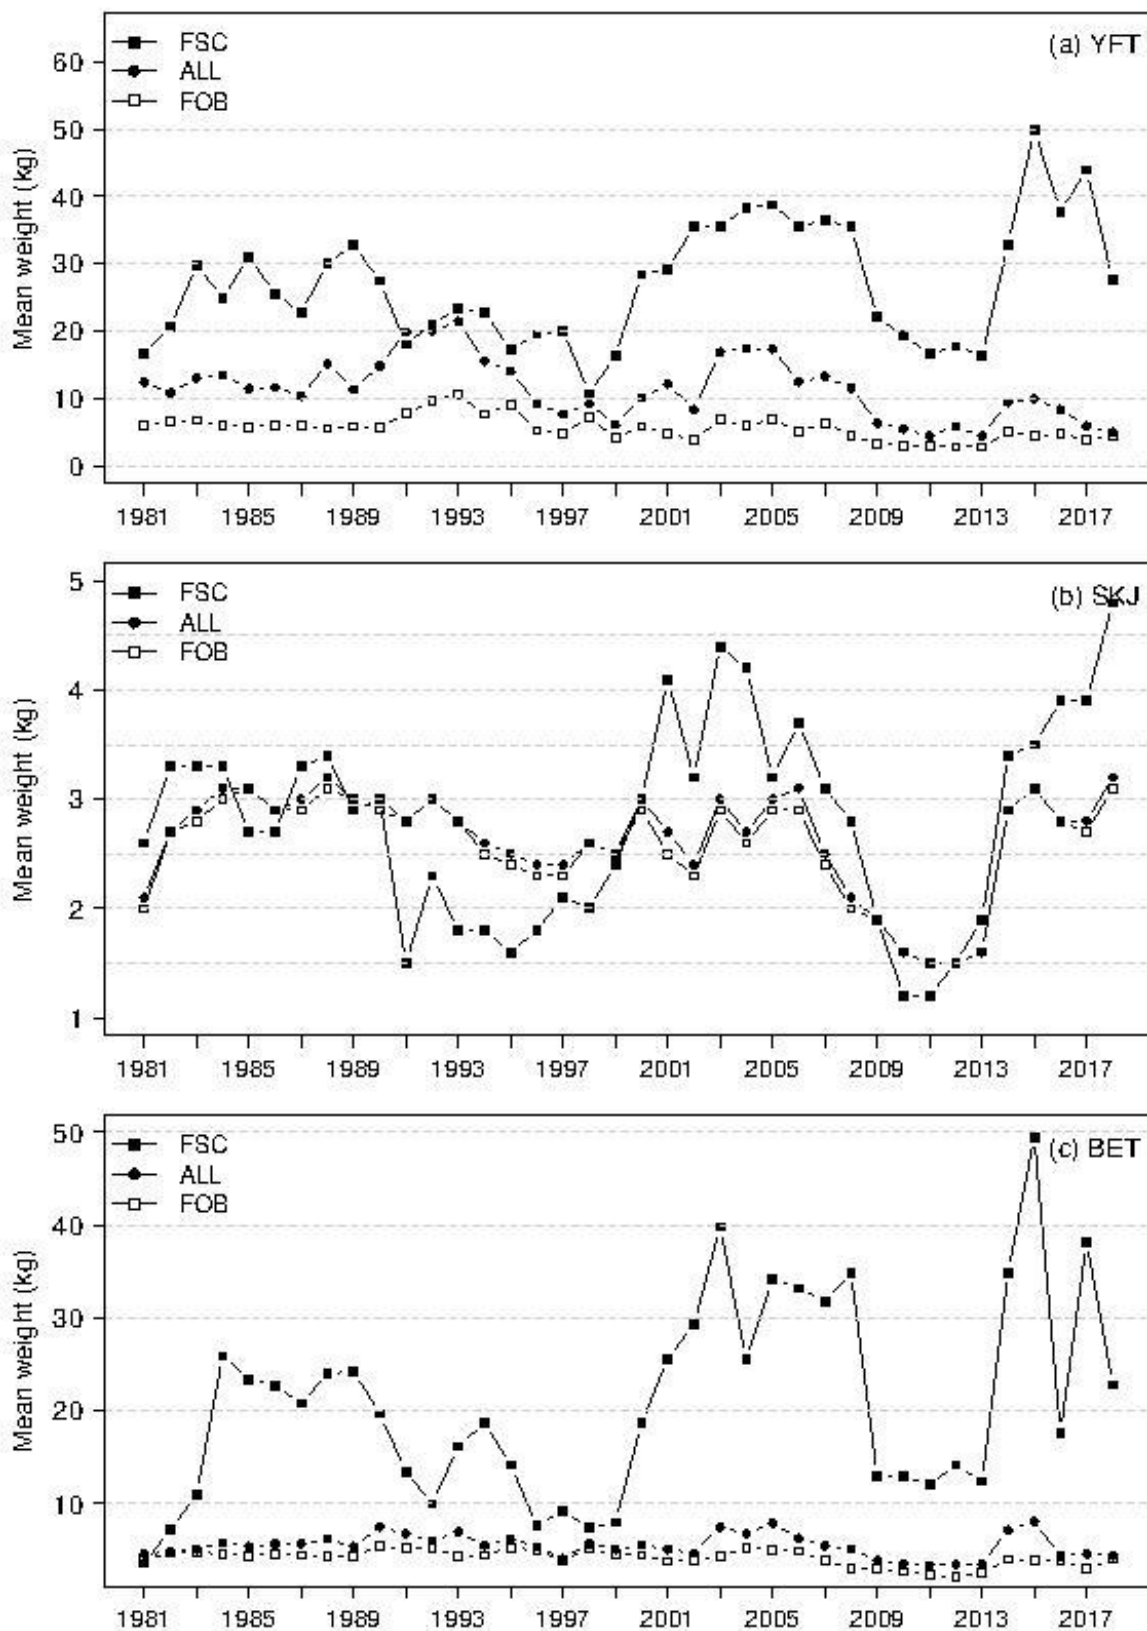 (a) YFT
FSC
ALL
FOB
Mean weight (kg)
60
50
40
30
20
10
0
1981 1985 1989 1993 1997 2001 2005 2009 2013 2017
(b) SKJ
FSC
ALL
FOB
Mean weight (kg)
5
4
3
2
1
1981 1985 1989 1993 1997 2001 2005 2009 2013 2017
(c) BET
FSC
ALL
FOB
Mean weight (kg)
50
40
30
20
10
1981 1985 1989 1993 1997 2001 2005 2009 2013 2017